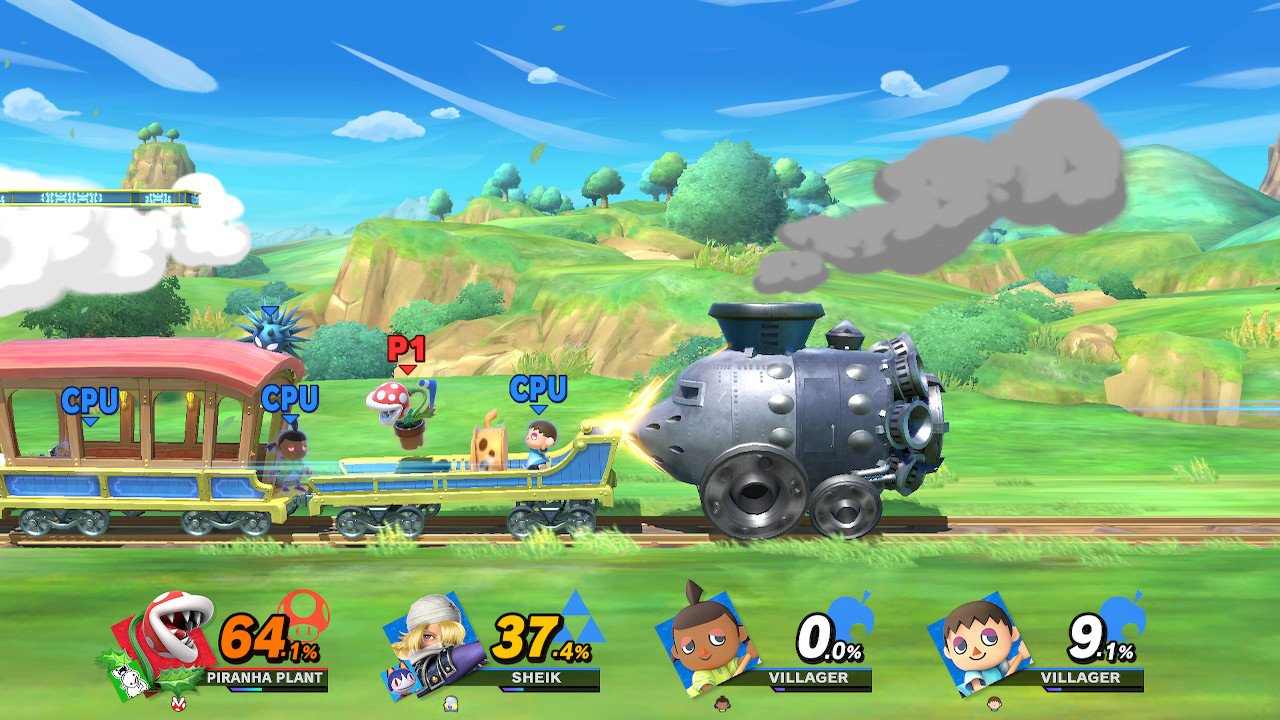 P1
CPU
CPU
CPU
64.1%
37.4%
0.0%
9.1%
PIRANHA PLANT
SHEIK
VILLAGER
VILLAGER